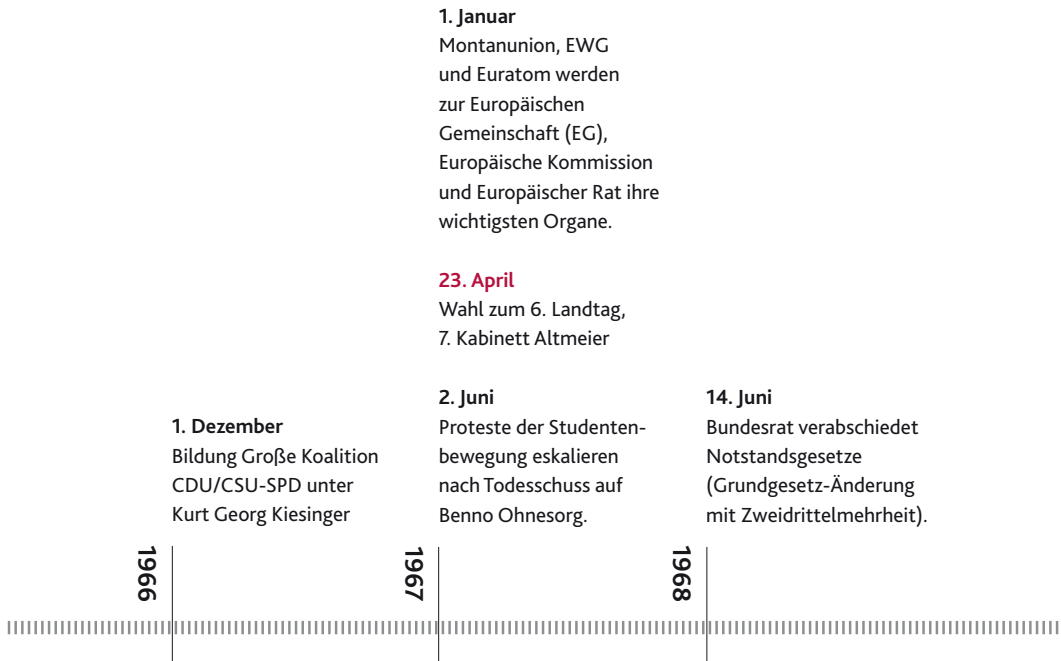 1. Januar
Montanunion, EWG
und Euratom werden
zur Europäischen
Gemeinschaft (EG),
Europäische Kommission
und Europäischer Rat ihre
wichtigsten Organe.
23. April
Wahl zum 6. Landtag,
7. Kabinett Altmeier
1. Dezember
Bildung Große Koalition
CDU/CSU-SPD unter
Kurt Georg Kiesinger
2. Juni
Proteste der Studenten-
bewegung eskalieren
nach Todesschuss auf
Benno Ohnesorg.
14. Juni
Bundesrat verabschiedet
Notstandsgesetze
(Grundgesetz-Änderung
mit Zweidrittelmehrheit).
1966
1967
1968